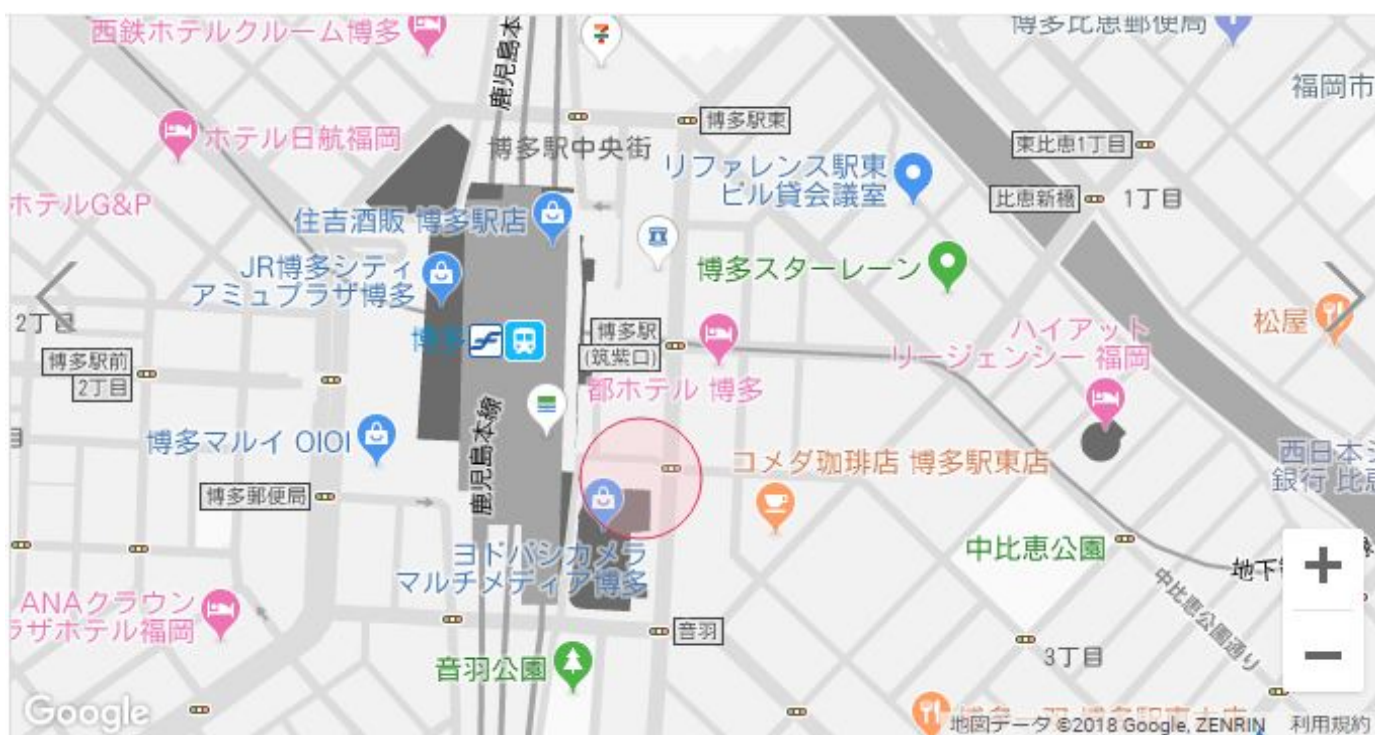 西鉄ホテルクルーム博多
鹿児島本
博多比恵郵便局
福岡市
ホテル日航福岡
博多駅中央街
博多駅東
東比恵1丁目
リファレンス駅東
ビル貸会議室
比恵新橋
1丁目
ホテルG&P
住吉酒販 博多駅店
JR博多シティ
アミュプラザ博多
博多スターレーン
2丁目
博多
博多駅
(筑紫口)
ハイアット
リージェンシー 福岡
松屋
博多駅前
2丁目
都ホテル 博多
鹿児島本線
博多マルイ OIOI
コメダ珈琲店 博多駅東店
西日本シ
銀行 比恵
博多郵便局
ヨドバシカメラ
マルチメディア博多
中比恵公園
地下
中比恵公園通り
ANAクラウン
ラザホテル福岡
音羽
音羽公園
3丁目
Google
地図データ ©2018 Google, ZENRIN
利用規約